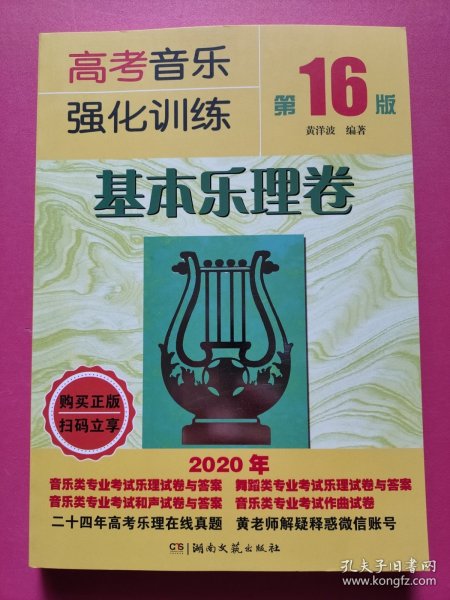 高考音乐
强化训练
第16版
黄洋波 编著
基本乐理卷
购买正版
扫码立享
2020年
音乐类专业考试乐理试卷与答案 舞蹈类专业考试乐理试卷与答案
音乐类专业考试和声试卷与答案 音乐类专业考试作曲试卷
二十四年高考乐理在线真题 黄老师解疑释惑微信账号
CS 湖南文艺出版社
孔夫子旧书网
www.kongfz.com